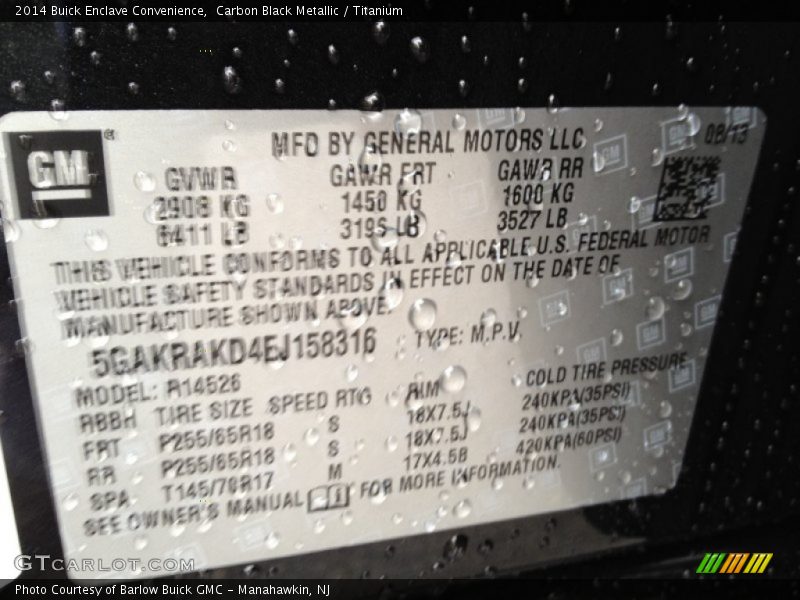 2014 Buick Enclave Convenience, Carbon Black Metallic / Titanium
GM
MFD BY GENERAL MOTORS LLC 08/13
GVWR GAWR FRT GAWR RR
2908 KG 1450 KG 1600 KG
6411 LB 3195 LB 3527 LB
THIS VEHICLE CONFORMS TO ALL APPLICABLE U.S. FEDERAL MOTOR
VEHICLE SAFETY STANDARDS IN EFFECT ON THE DATE OF
MANUFACTURE SHOWN ABOVE.
5GAKRAKD4EJ158316 TYPE: M.P.V.
MODEL: R14526
RBBH TIRE SIZE SPEED RTG RIM COLD TIRE PRESSURE
FRT P255/65R18 S 18X7.5J 240KPA(35PSI)
RR P255/65R18 S 18X7.5J 240KPA(35PSI)
SPA T145/70R17 M 17X4.5B 420KPA(60PSI)
SEE OWNER'S MANUAL FOR MORE INFORMATION.
GTCarLot.com
Photo Courtesy of Barlow Buick GMC - Manahawkin, NJ